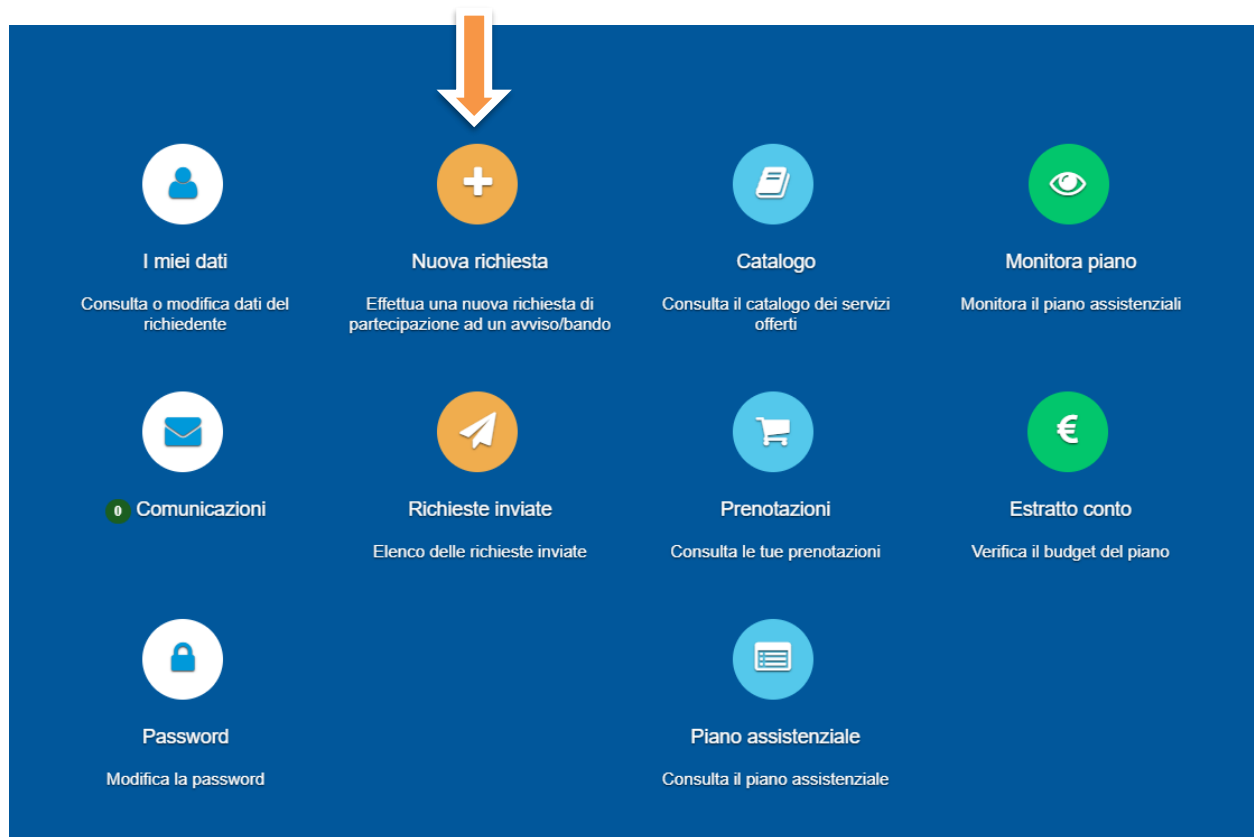 I miei dati
Consulta o modifica dati del
richiedente
Nuova richiesta
Effettua una nuova richiesta di
partecipazione ad un avviso/bando
Catalogo
Consulta il catalogo dei servizi
offerti
Monitora piano
Monitora il piano assistenziali
0 Comunicazioni
Richieste inviate
Elenco delle richieste inviate
Prenotazioni
Consulta le tue prenotazioni
€
Estratto conto
Verifica il budget del piano
Password
Modifica la password
Piano assistenziale
Consulta il piano assistenziale